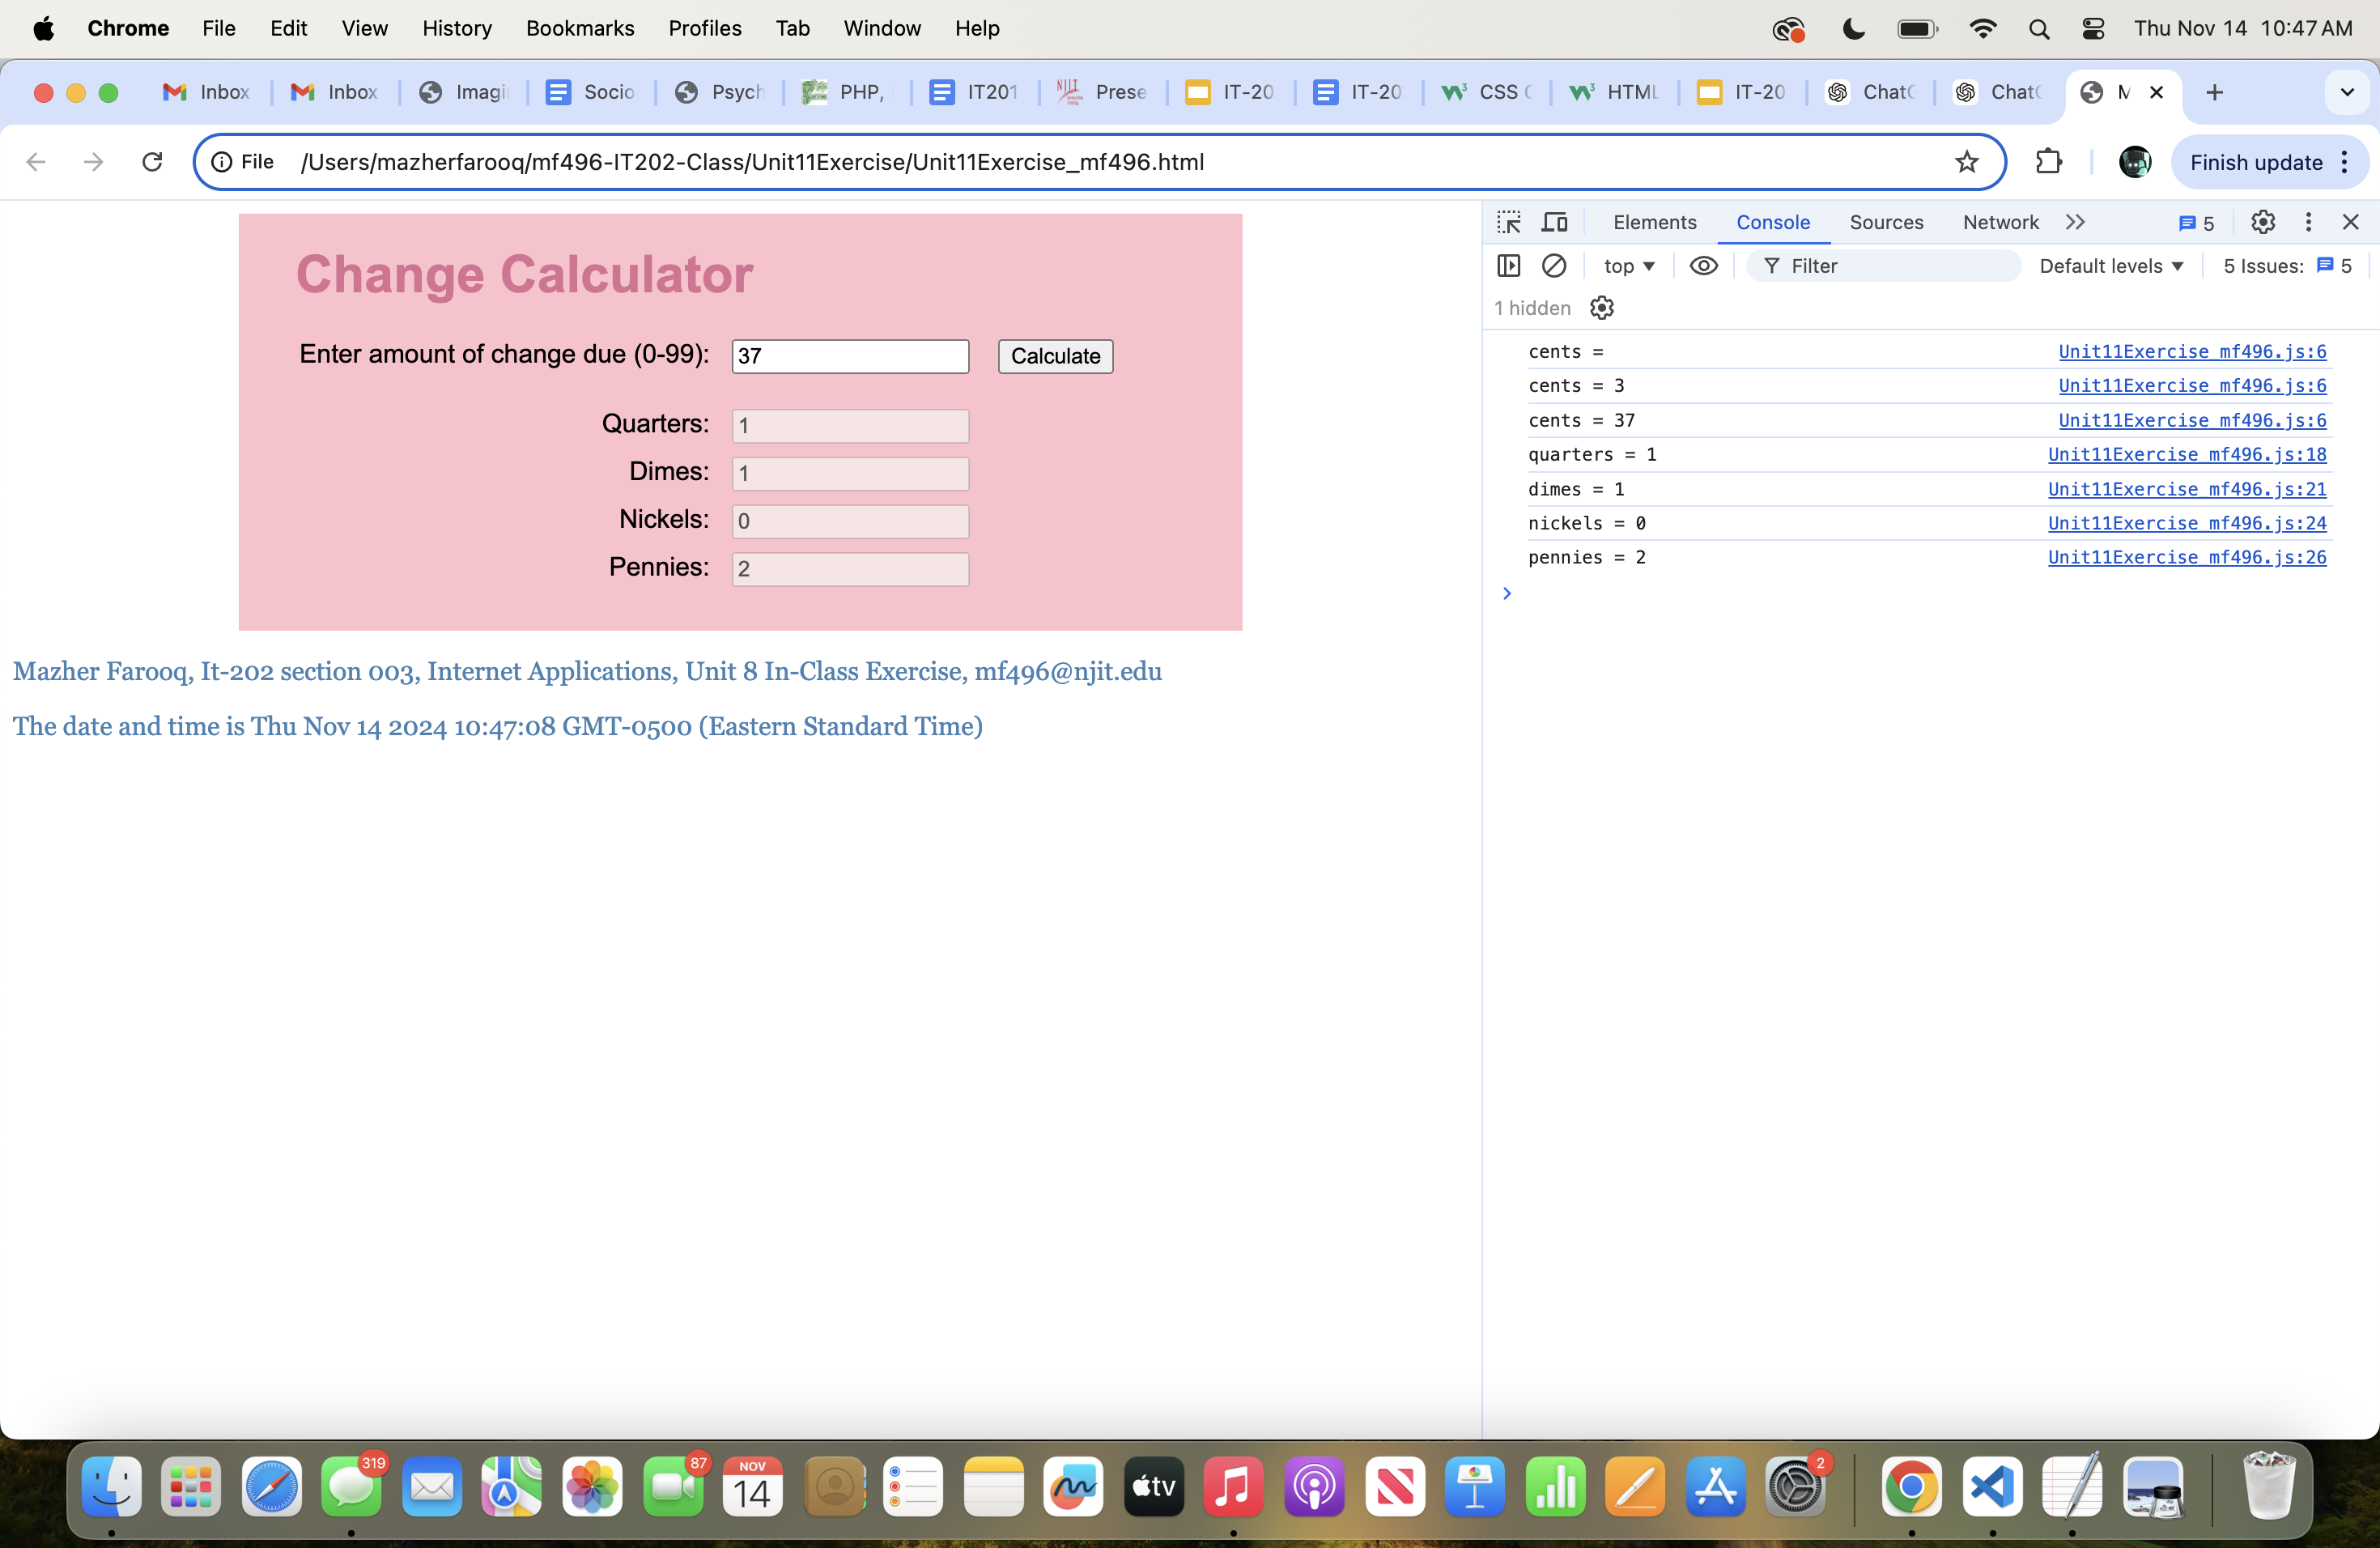 Chrome File Edit View History Bookmarks Profiles Tab Window Help Thu Nov 14 10:47 AM
Inbox Inbox Imagi Socio Psych PHP, IT201 NJIT Prese IT-20 IT-20 CSS HTML IT-20 Chat Chat
File /Users/mazherfarooq/mf496-IT202-Class/Unit11Exercise/Unit11Exercise_mf496.html Finish update
Elements Console Sources Network 5
top Filter Default levels 5 Issues: 5
1 hidden
Change Calculator
Enter amount of change due (0-99): 37 Calculate
Quarters: 1
Dimes: 1
Nickels: 0
Pennies: 2
Mazher Farooq, It-202 section 003, Internet Applications, Unit 8 In-Class Exercise, mf496@njit.edu
The date and time is Thu Nov 14 2024 10:47:08 GMT-0500 (Eastern Standard Time)
cents = Unit11Exercise_mf496.js:6
cents = 3 Unit11Exercise_mf496.js:6
cents = 37 Unit11Exercise_mf496.js:6
quarters = 1 Unit11Exercise_mf496.js:18
dimes = 1 Unit11Exercise_mf496.js:21
nickels = 0 Unit11Exercise_mf496.js:24
pennies = 2 Unit11Exercise_mf496.js:26
319 87 NOV 14 tv 2